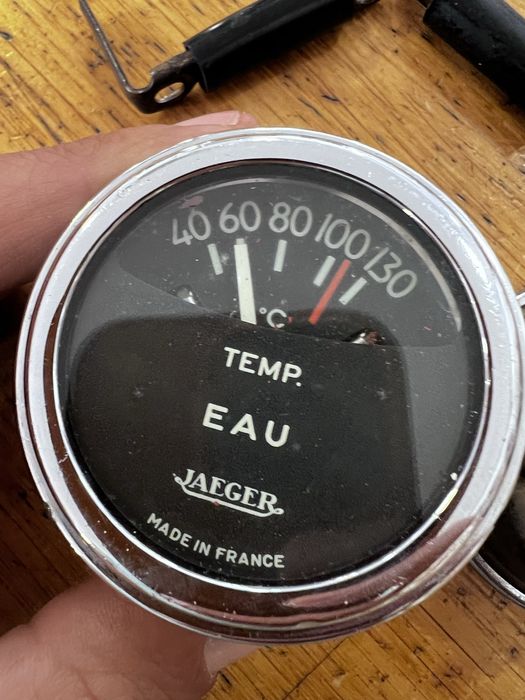 40 60 80 100 130
°C
TEMP.
EAU
JAEGER
MADE IN FRANCE